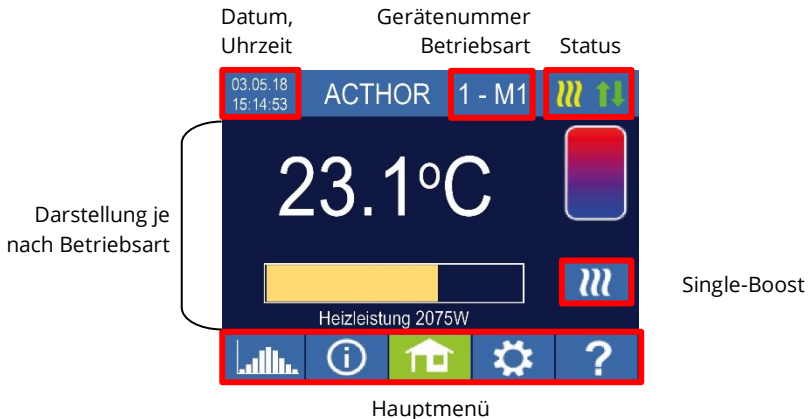 Datum,
Uhrzeit
Gerätenummer
Betriebsart
Status
03.05.18
15:14:53
ACTHOR
1 - M1
23.1°C
Darstellung je
nach Betriebsart
Single-Boost
Heizleistung 2075W
?
Hauptmenü